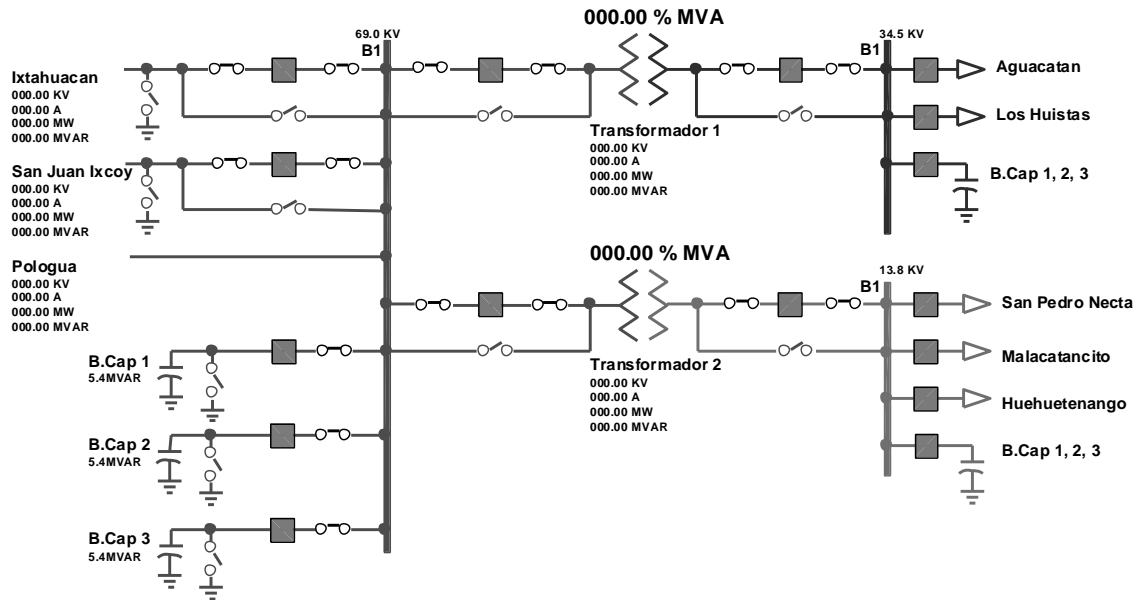 69.0 KV
B1
Ixtahuacan
000.00 KV
000.00 A
000.00 MW
000.00 MVAR
San Juan Ixcoy
000.00 KV
000.00 A
000.00 MW
000.00 MVAR
Pologua
000.00 KV
000.00 A
000.00 MW
000.00 MVAR
B.Cap 1
5.4MVAR
B.Cap 2
5.4MVAR
B.Cap 3
5.4MVAR
000.00 % MVA
Transformador 1
000.00 KV
000.00 A
000.00 MW
000.00 MVAR
000.00 % MVA
Transformador 2
000.00 KV
000.00 A
000.00 MW
000.00 MVAR
34.5 KV
B1
Aguacatan
Los Huistas
B.Cap 1, 2, 3
13.8 KV
B1
San Pedro Necta
Malacatancito
Huehuetenango
B.Cap 1, 2, 3